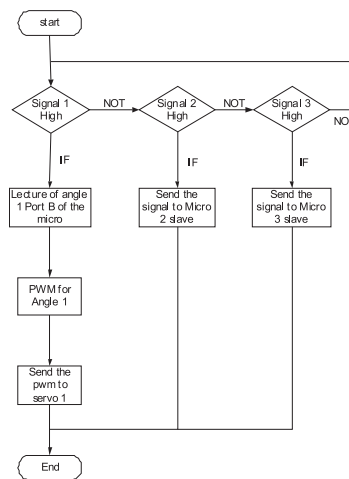 start
Signal 1
High
NOT
Signal 2
High
NOT
Signal 3
High
NO
IF
IF
IF
Lecture of angle
1 Port B of the
micro
Send the
signal to Micro
2 slave
Send the
signal to Micro
3 slave
PWM for
Angle 1
Send the
pwm to
servo 1
End